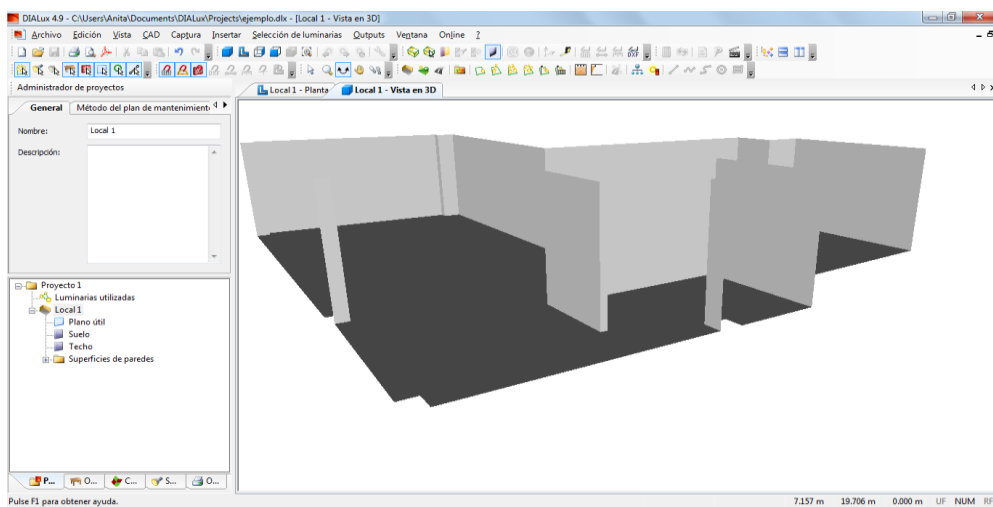 DIALux 4.9 - C:\Users\Anita\Documents\DIALux\Projects\ejemplo.dlx - [Local 1 - Vista en 3D]
Archivo Edición Vista CAD Captura Insertar Selección de luminarias Outputs Ventana Online ?
Administrador de proyectos
Local 1 - Planta Local 1 - Vista en 3D
General Método del plan de mantenimient
Nombre: Local 1
Descripción:
Proyecto 1
Luminarias utilizadas
Local 1
Plano útil
Suelo
Techo
Superficies de paredes
P... O... C... S... O...
Pulse F1 para obtener ayuda. 7.157 m 19.706 m 0.000 m UF NUM RF